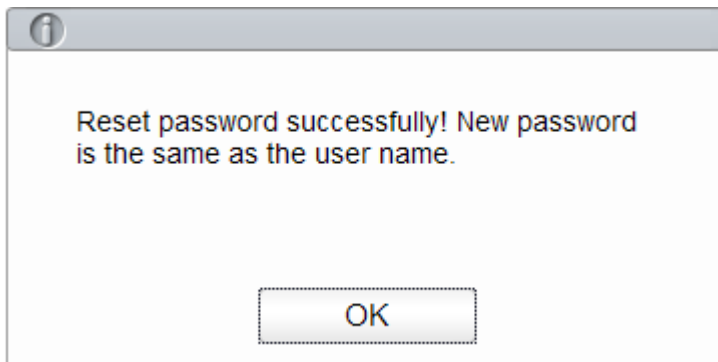 Reset password successfully! New password
is the same as the user name.
OK